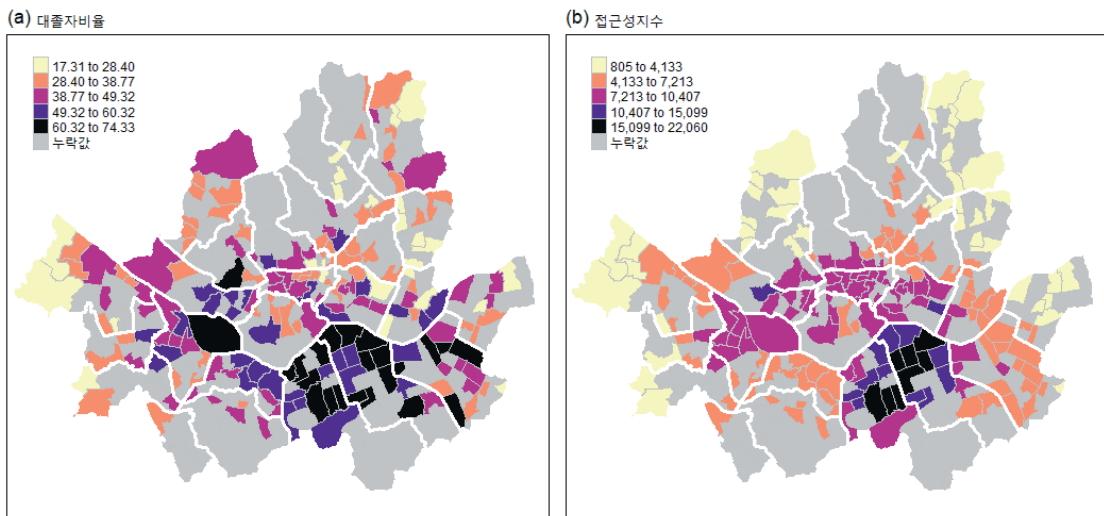 (a) 대졸자비율
17.31 to 28.40
28.40 to 38.77
38.77 to 49.32
49.32 to 60.32
60.32 to 74.33
누락값
(b) 접근성지수
805 to 4,133
4,133 to 7,213
7,213 to 10,407
10,407 to 15,099
15,099 to 22,060
누락값